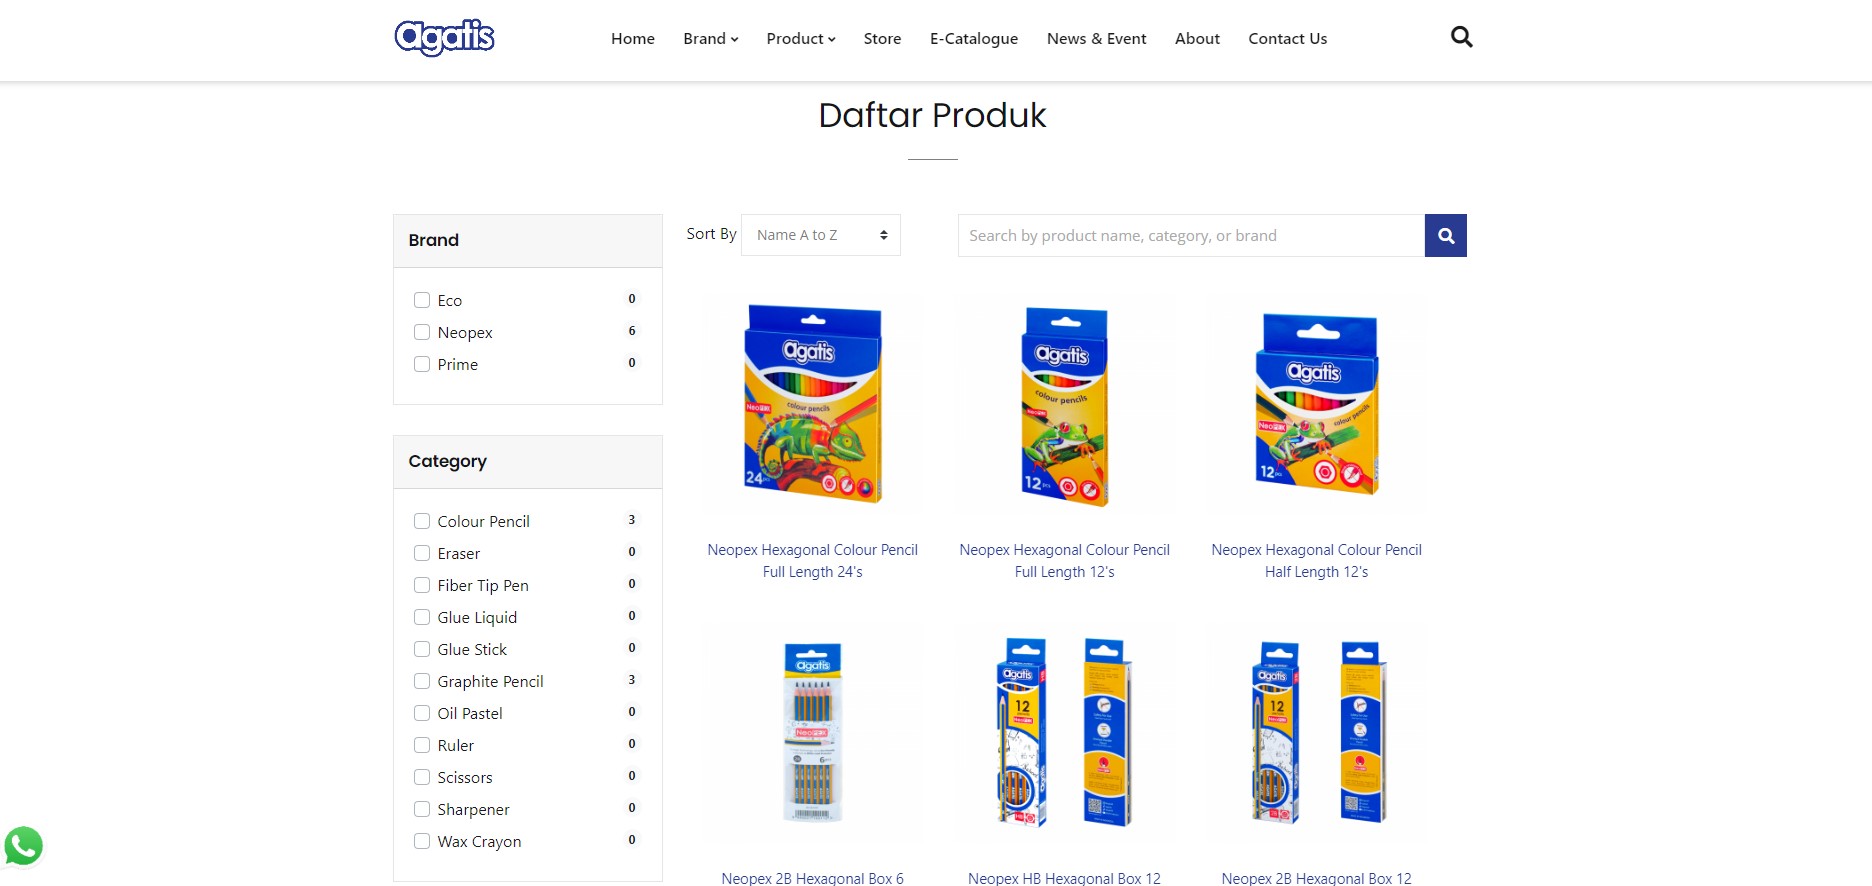 agatis
Home Brand Product Store E-Catalogue News & Event About Contact Us
Daftar Produk
Brand
Eco 0
Neopex 6
Prime 0
Category
Colour Pencil 3
Eraser 0
Fiber Tip Pen 0
Glue Liquid 0
Glue Stick 0
Graphite Pencil 3
Oil Pastel 0
Ruler 0
Scissors 0
Sharpener 0
Wax Crayon 0
Sort By Name A to Z
Search by product name, category, or brand
agatis
colour pencils
NeoPEX
24pcs
agatis
colour pencils
NeoPEX
12pcs
agatis
colour pencils
NeoPEX
12pcs
Neopex Hexagonal Colour Pencil
Full Length 24's
Neopex Hexagonal Colour Pencil
Full Length 12's
Neopex Hexagonal Colour Pencil
Half Length 12's
agatis
NeoPEX
agatis
12
agatis
12
Neopex 2B Hexagonal Box 6
Neopex HB Hexagonal Box 12
Neopex 2B Hexagonal Box 12